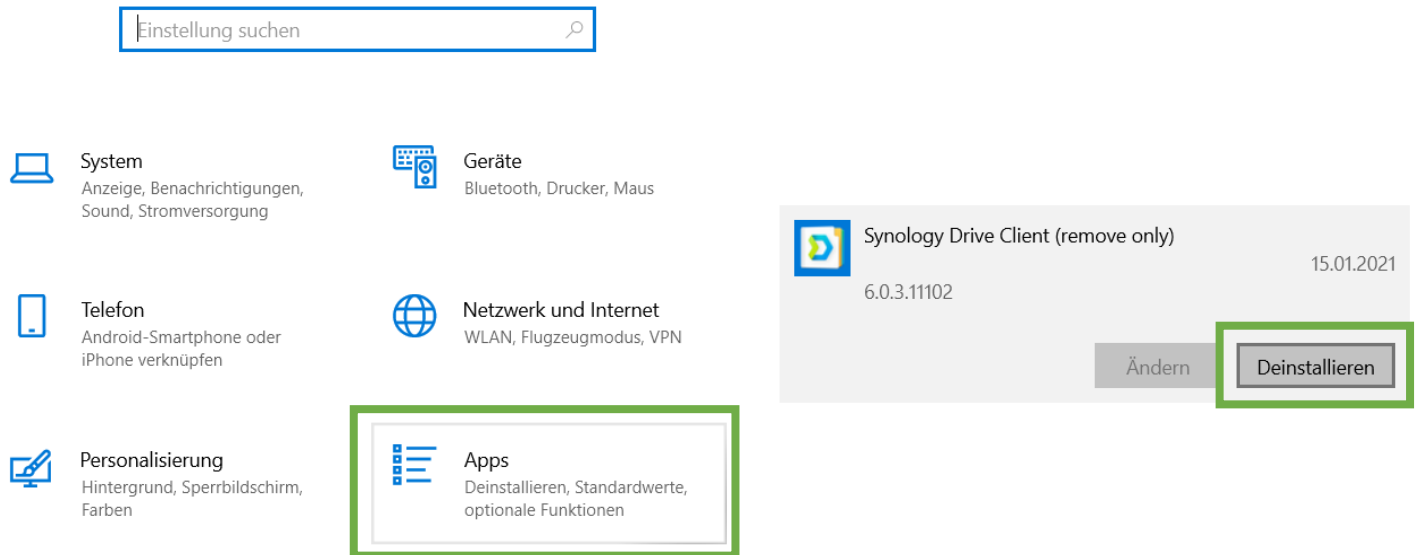 Einstellung suchen
System
Anzeige, Benachrichtigungen,
Sound, Stromversorgung
Geräte
Bluetooth, Drucker, Maus
Telefon
Android-Smartphone oder
iPhone verknüpfen
Netzwerk und Internet
WLAN, Flugzeugmodus, VPN
Personalisierung
Hintergrund, Sperrbildschirm,
Farben
Apps
Deinstallieren, Standardwerte,
optionale Funktionen
Synology Drive Client (remove only)
15.01.2021
6.0.3.11102
Ändern
Deinstallieren